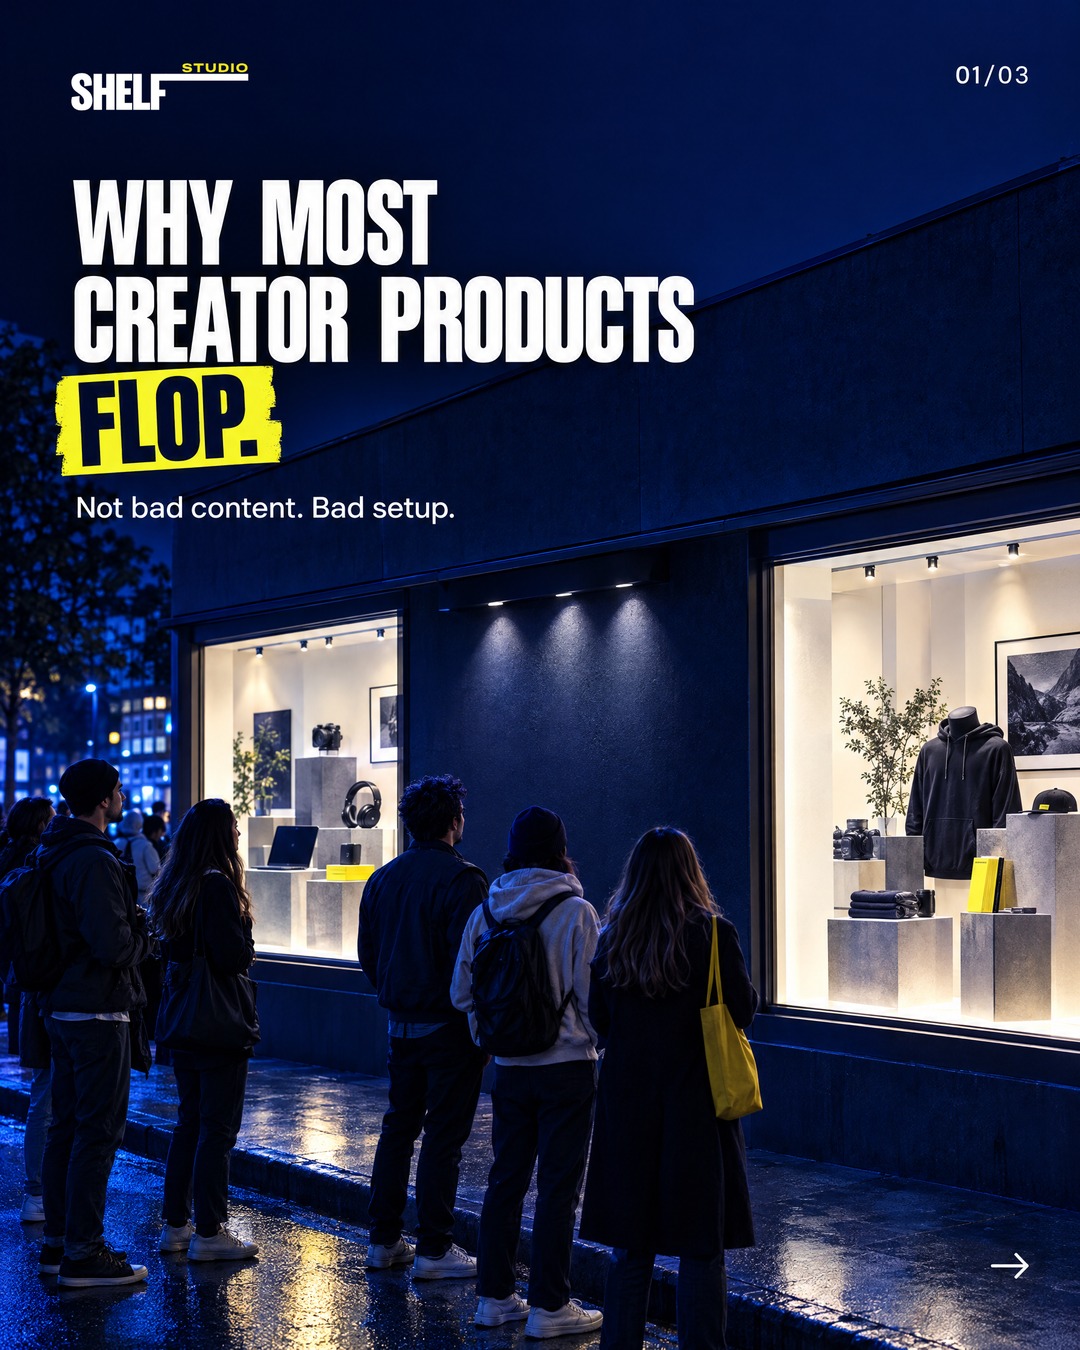 STUDIO
SHELF
01/03
WHY MOST
CREATOR PRODUCTS
FLOP.
Not bad content. Bad setup.